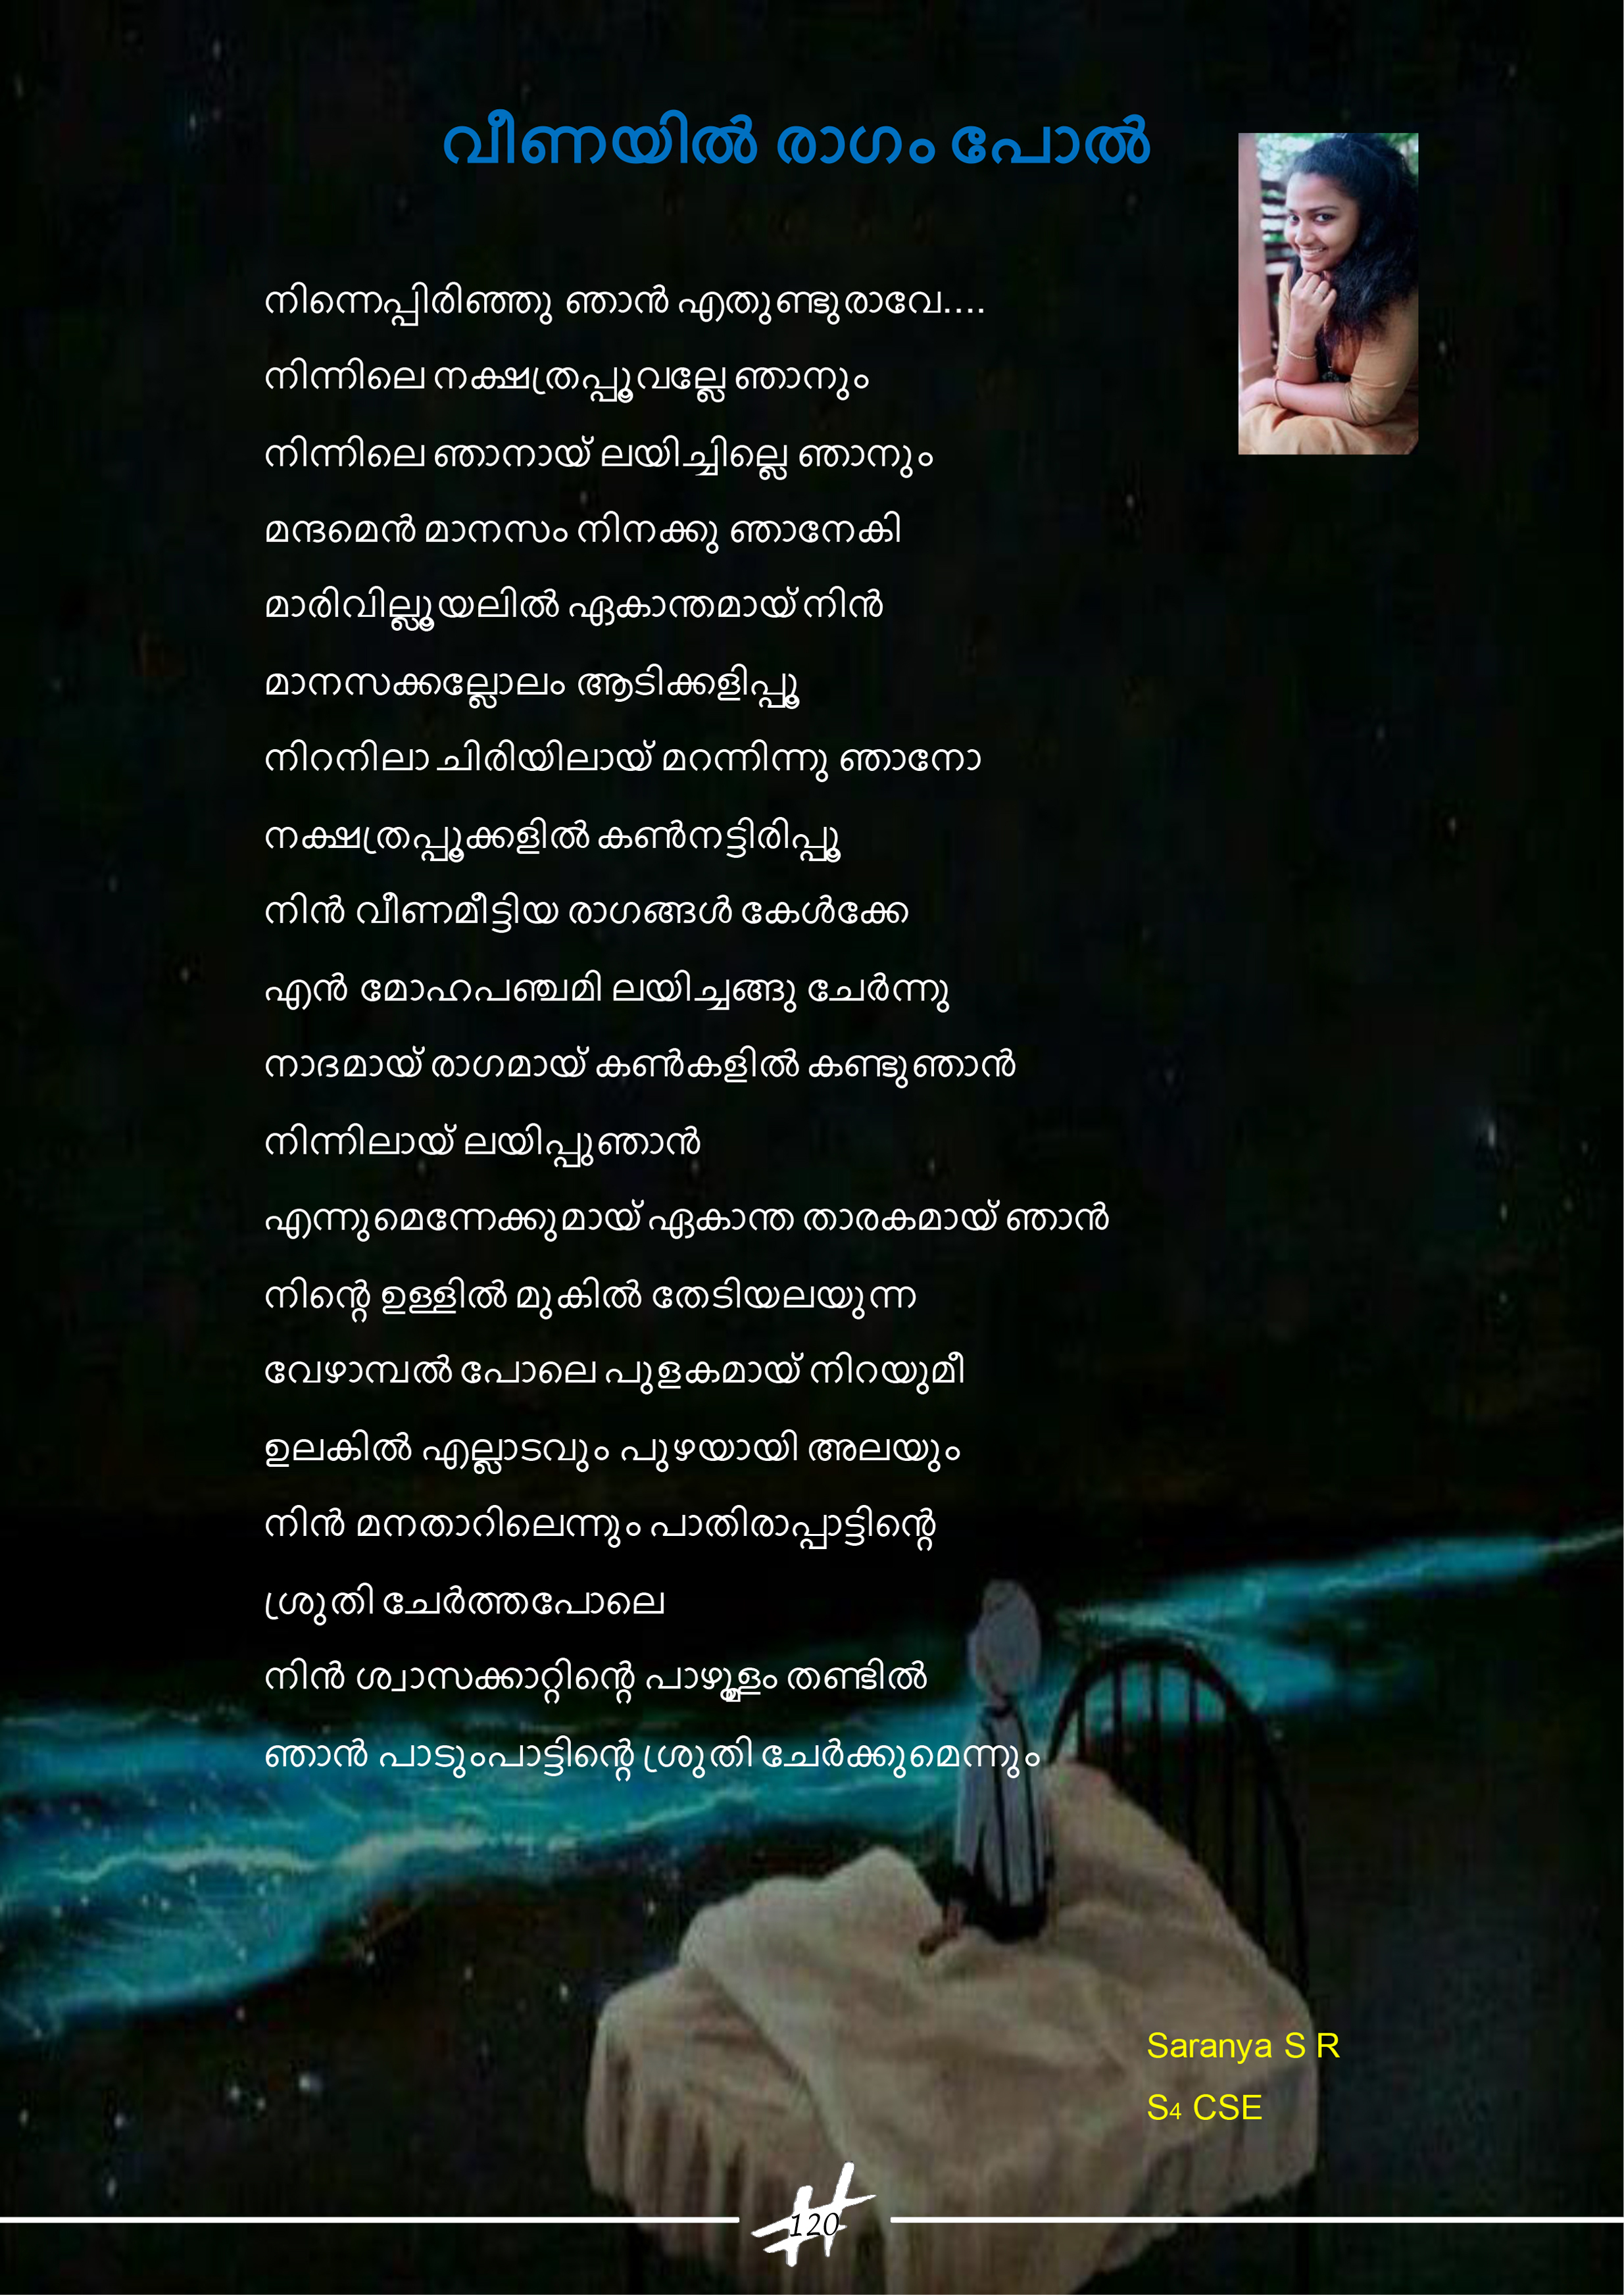 വീണയിൽ രാഗം പോൽ
നിന്നെപ്പിരിഞ്ഞു ഞാൻ എതുണ്ടുരാവേ....
നിന്നിലെ നക്ഷത്രപ്പൂവല്ലേ ഞാനും
നിന്നിലെ ഞാനായ് ലയിച്ചില്ലെ ഞാനും
മന്ദമെൻ മാനസം നിനക്കു ഞാനേകി
മാരിവില്ലൂയലിൽ ഏകാന്തമായ് നിൻ
മാനസക്കല്ലോലം ആടിക്കളിപ്പൂ
നിറനിലാ ചിരിയിലായ് മറന്നിന്നു ഞാനോ
നക്ഷത്രപ്പൂക്കളിൽ കൺനട്ടിരിപ്പൂ
നിൻ വീണമീട്ടിയ രാഗങ്ങൾ കേൾക്കേ
എൻ മോഹപഞ്ചമി ലയിച്ചങ്ങു ചേർന്നു
നാദമായ് രാഗമായ് കൺകളിൽ കണ്ടുഞാൻ
നിന്നിലായ് ലയിപ്പുഞാൻ
എന്നുമെന്നേക്കുമായ് ഏകാന്ത താരകമായ് ഞാൻ
നിന്റെ ഉള്ളിൽ മുകിൽ തേടിയലയുന്ന
വേഴാമ്പൽ പോലെ പുളകമായ് നിറയുമീ
ഉലകിൽ എല്ലാടവും പുഴയായി അലയും
നിൻ മനതാറിലെന്നും പാതിരാപ്പാട്ടിന്റെ
ശ്രുതി ചേർത്തപോലെ
നിൻ ശ്വാസക്കാറ്റിന്റെ തണ്ടിൽ
ഞാൻ പാടുംപാട്ടിന്റെ ശ്രുതി ചേർക്കുമെന്നും
Saranya S R
S4 CSE
120